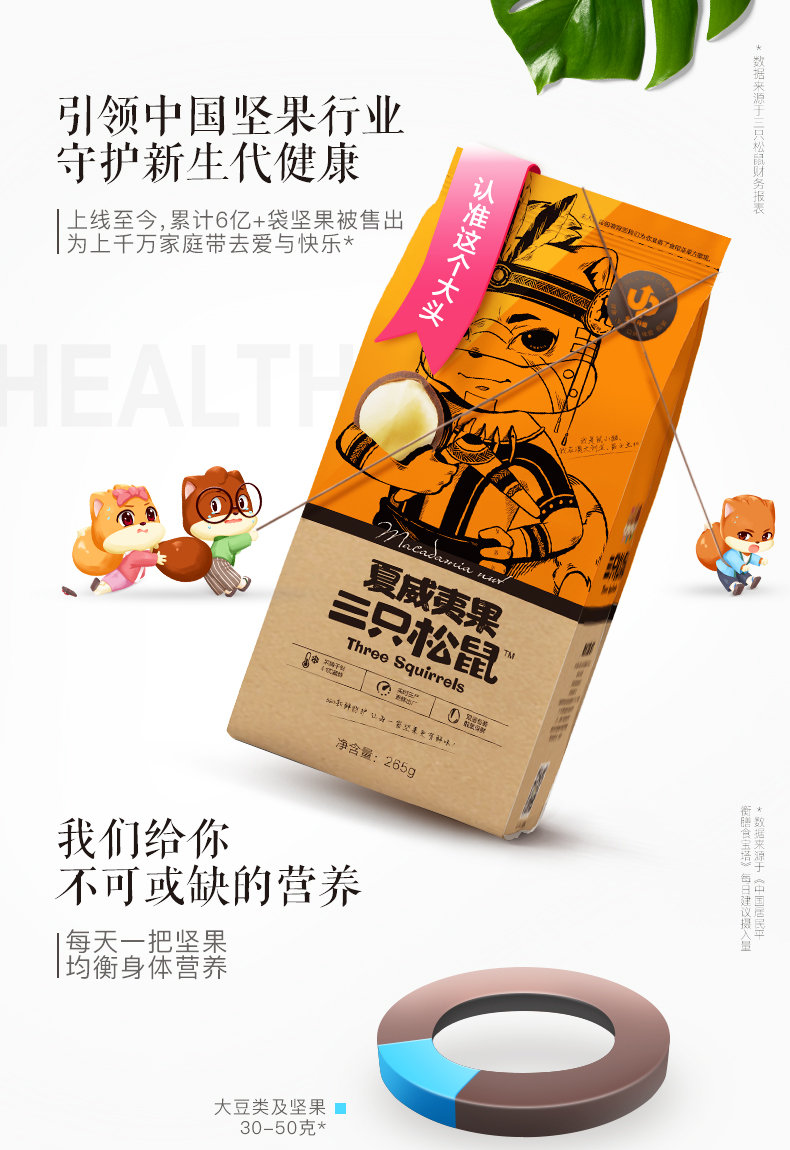 引领中国坚果行业
守护新生代健康
上线至今,累计6亿+袋坚果被售出
为上千万家庭带去爱与快乐*
*数据来源于三只松鼠财务报表
认准这个大头
HEALTH
Macadamia nut
夏威夷果
三只松鼠™
Three Squirrels
净含量：265g
我们给你
不可或缺的营养
每天一把坚果
均衡身体营养
*数据来源于《中国居民平
衡膳食宝塔》每日建议摄入量
大豆类及坚果
30-50克*